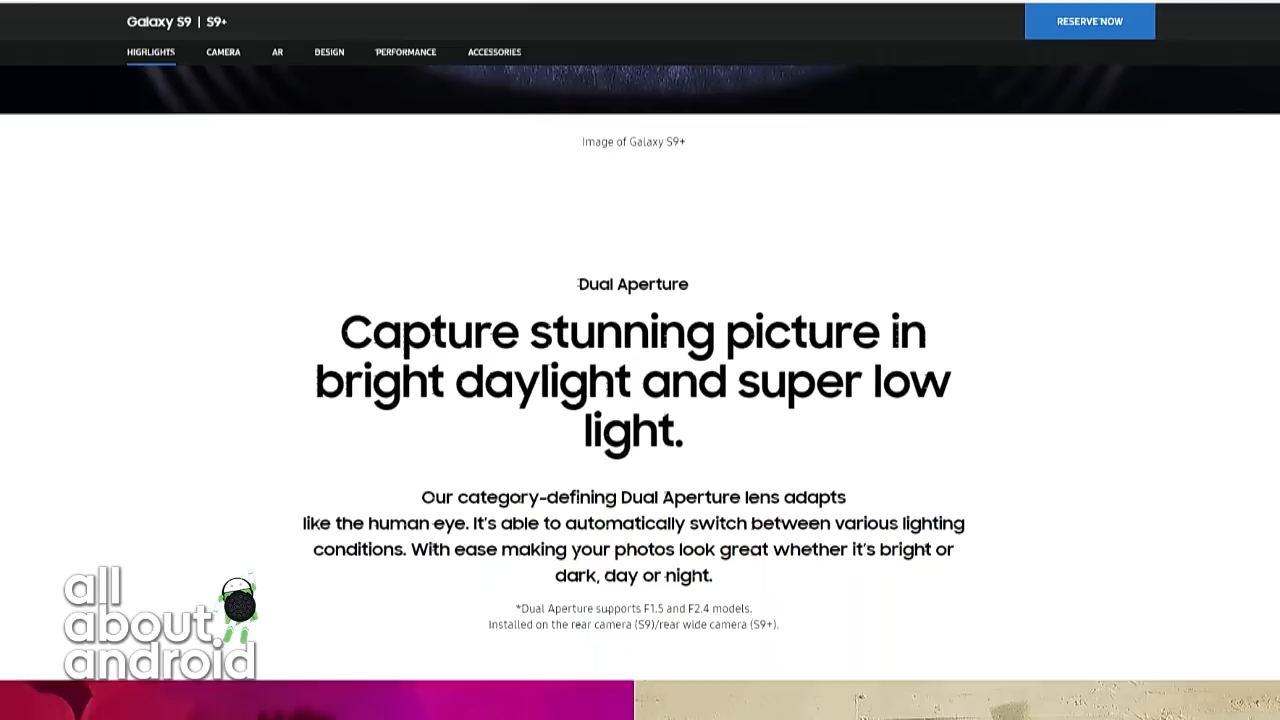 Galaxy S9 | S9+
RESERVE NOW
HIGHLIGHTS CAMERA AR DESIGN PERFORMANCE ACCESSORIES
Image of Galaxy S9+
Dual Aperture
Capture stunning picture in
bright daylight and super low
light.
Our category-defining Dual Aperture lens adapts
like the human eye. It's able to automatically switch between various lighting
conditions. With ease making your photos look great whether it's bright or
dark, day or night.
*Dual Aperture supports F1.5 and F2.4 models.
Installed on the rear camera (S9)/rear wide camera (S9+).
all
about
android